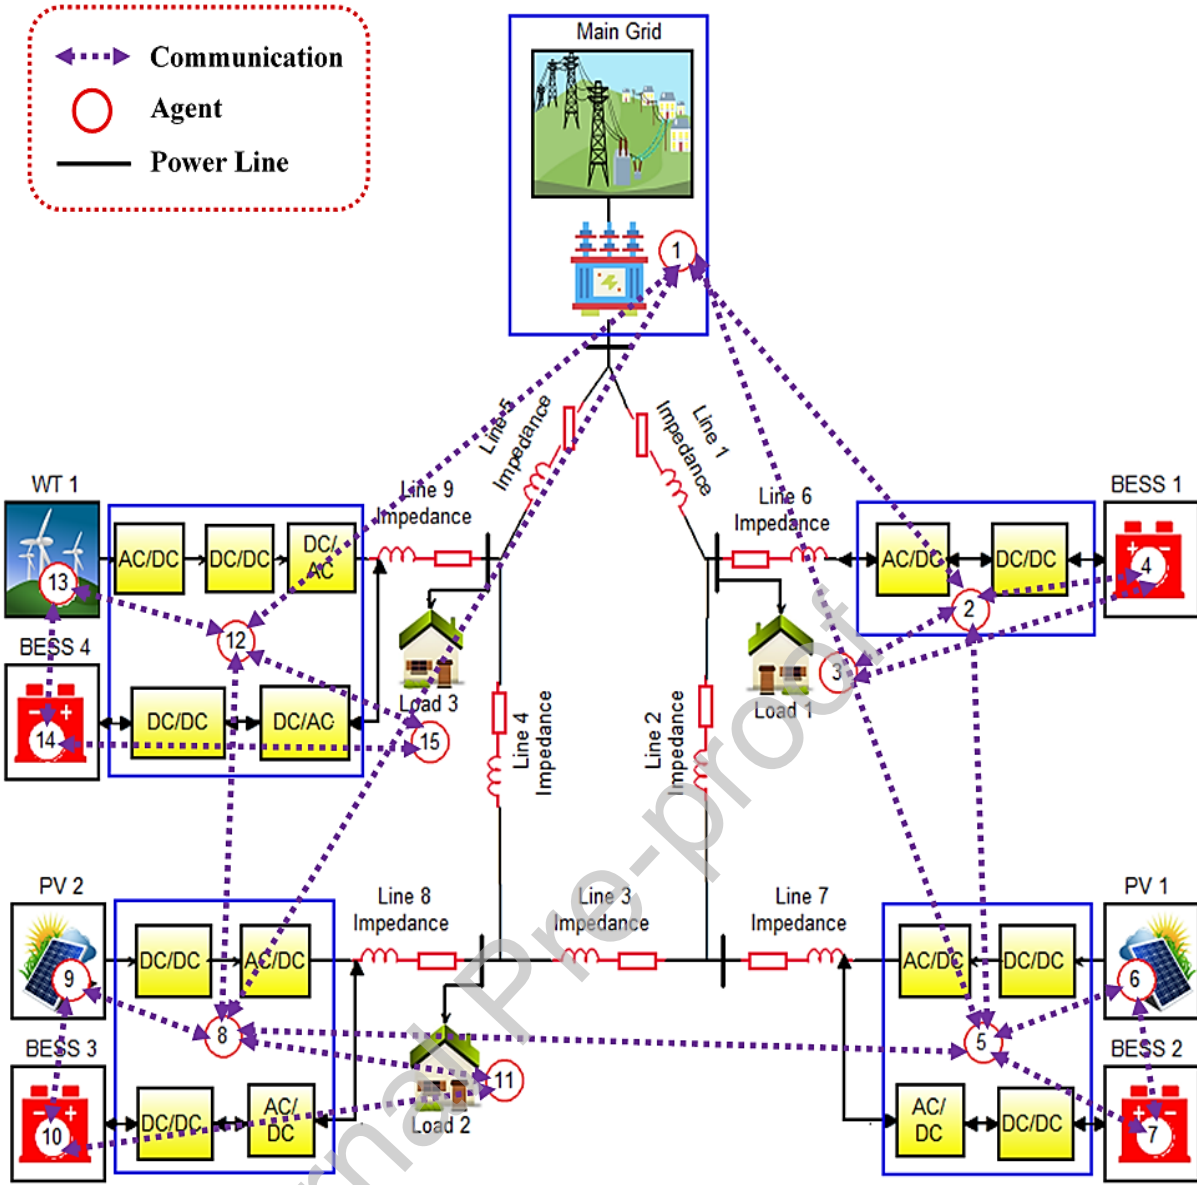 Main Grid
Communication
Agent
Power Line
1
Line 5
Impedance
Line 1
Impedance
WT 1
Line 9
Impedance
Line 6
Impedance
BESS 1
AC/DC
DC/DC
DC/
AC
AC/DC
DC/DC
13
4
2
12
BESS 4
3
Load 3
Load 1
DC/DC
DC/AC
14
15
Line 4
Impedance
Line 2
Impedance
PV 2
Line 8
Impedance
Line 3
Impedance
Line 7
Impedance
PV 1
DC/DC
AC/DC
AC/DC
DC/DC
9
6
8
5
BESS 3
BESS 2
11
DC/DC
AC/
DC
Load 2
AC/
DC
DC/DC
10
7
rnal Pre-proof